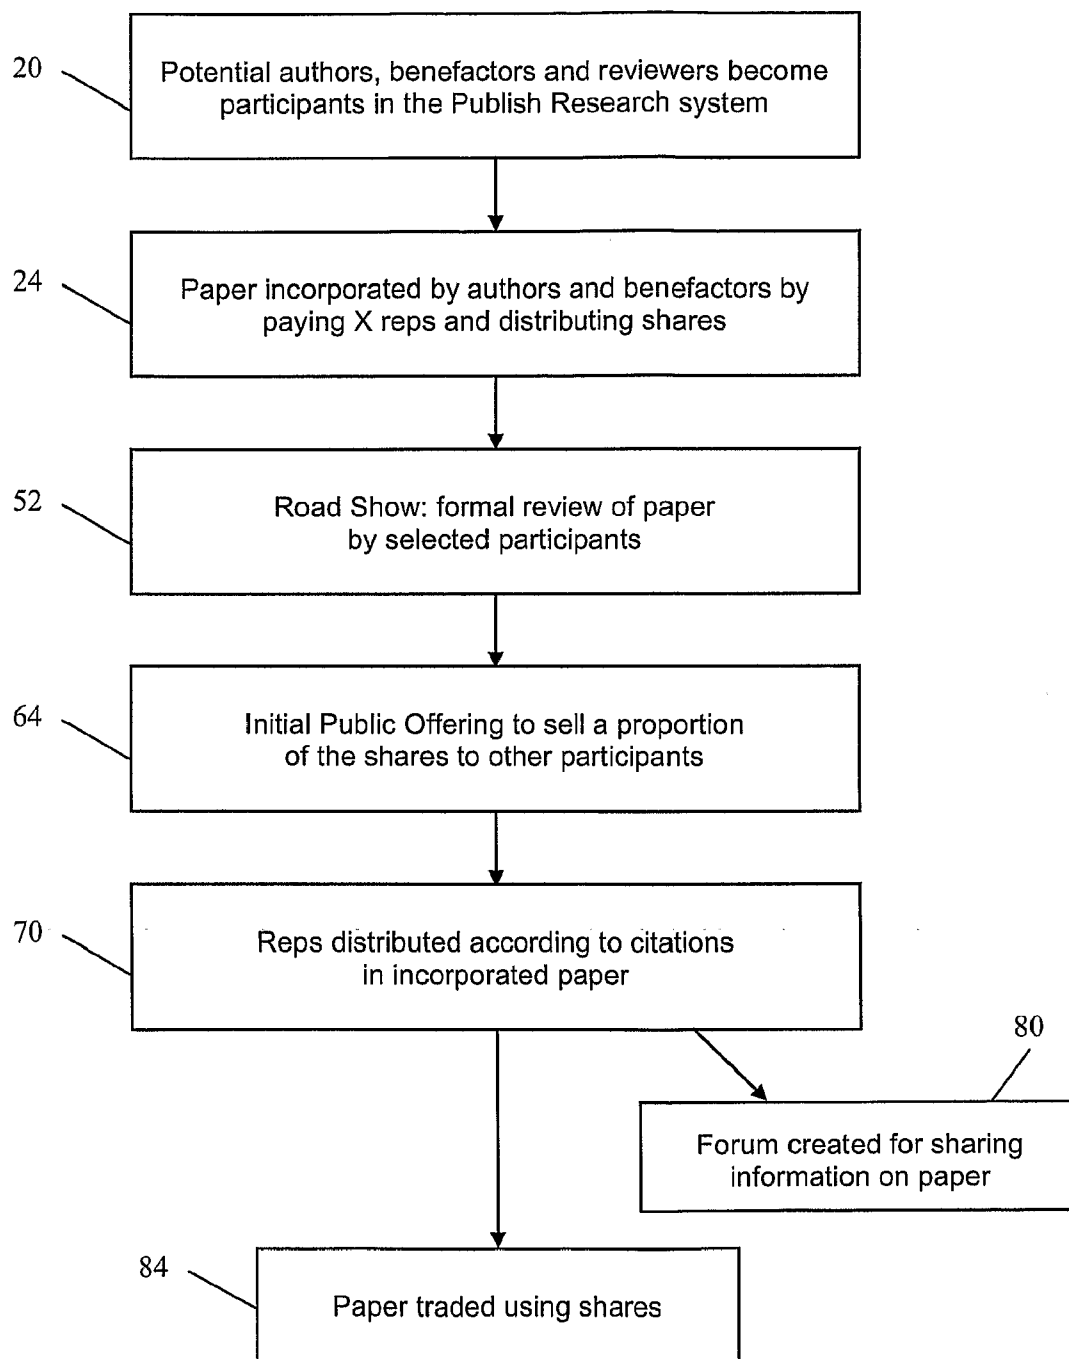 20
Potential authors, benefactors and reviewers become
participants in the Publish Research system
24
Paper incorporated by authors and benefactors by
paying X reps and distributing shares
52
Road Show: formal review of paper
by selected participants
64
Initial Public Offering to sell a proportion
of the shares to other participants
70
Reps distributed according to citations
in incorporated paper
80
Forum created for sharing
information on paper
84
Paper traded using shares